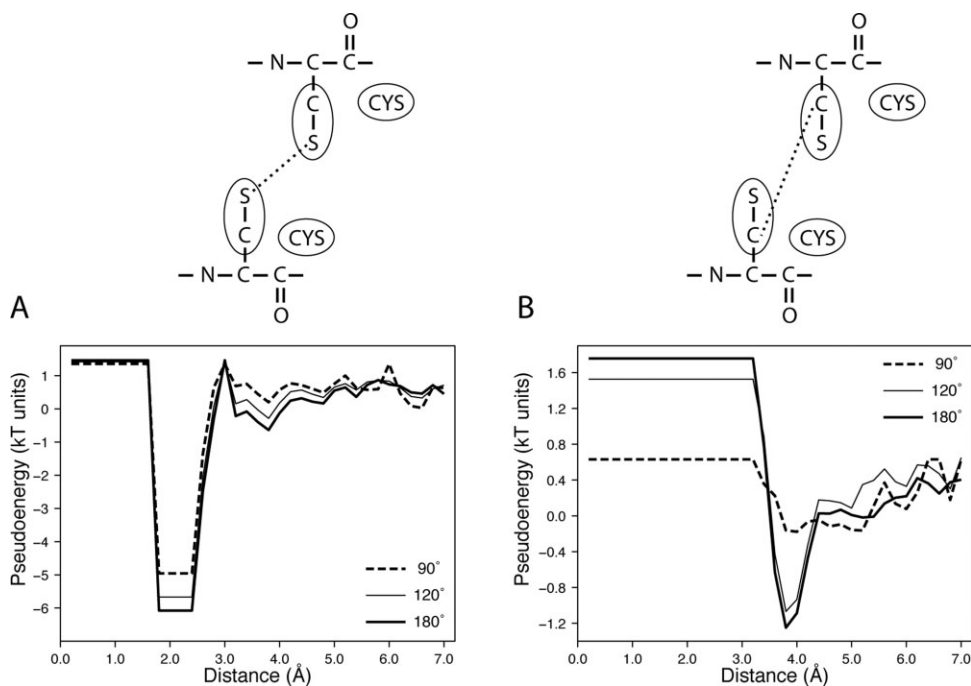 O
— N — C — C —
C
CYS
S
S
C
CYS
— N — C — C —
O
O
— N — C — C —
C
CYS
S
S
C
CYS
— N — C — C —
O
A
B
Pseudoenergy (kT units)
1
0
−1
−2
−3
−4
−5
−6
90°
120°
180°
0.0 1.0 2.0 3.0 4.0 5.0 6.0 7.0
Distance (Å)
Pseudoenergy (kT units)
1.6
1.2
0.8
0.4
0.0
−0.4
−0.8
−1.2
90°
120°
180°
0.0 1.0 2.0 3.0 4.0 5.0 6.0 7.0
Distance (Å)